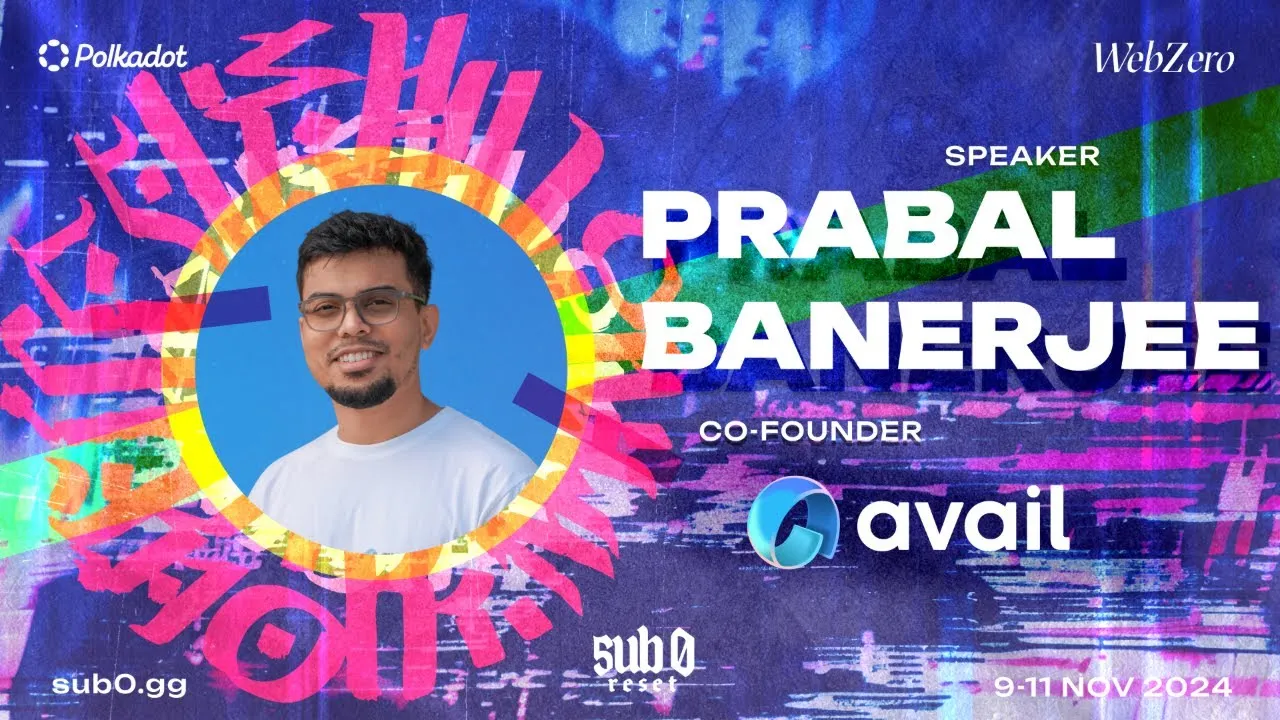 Polkadot
WebZero
SPEAKER
PRABAL
BANERJEE
CO-FOUNDER
avail
sub0
reset
sub0.gg
9-11 NOV 2024